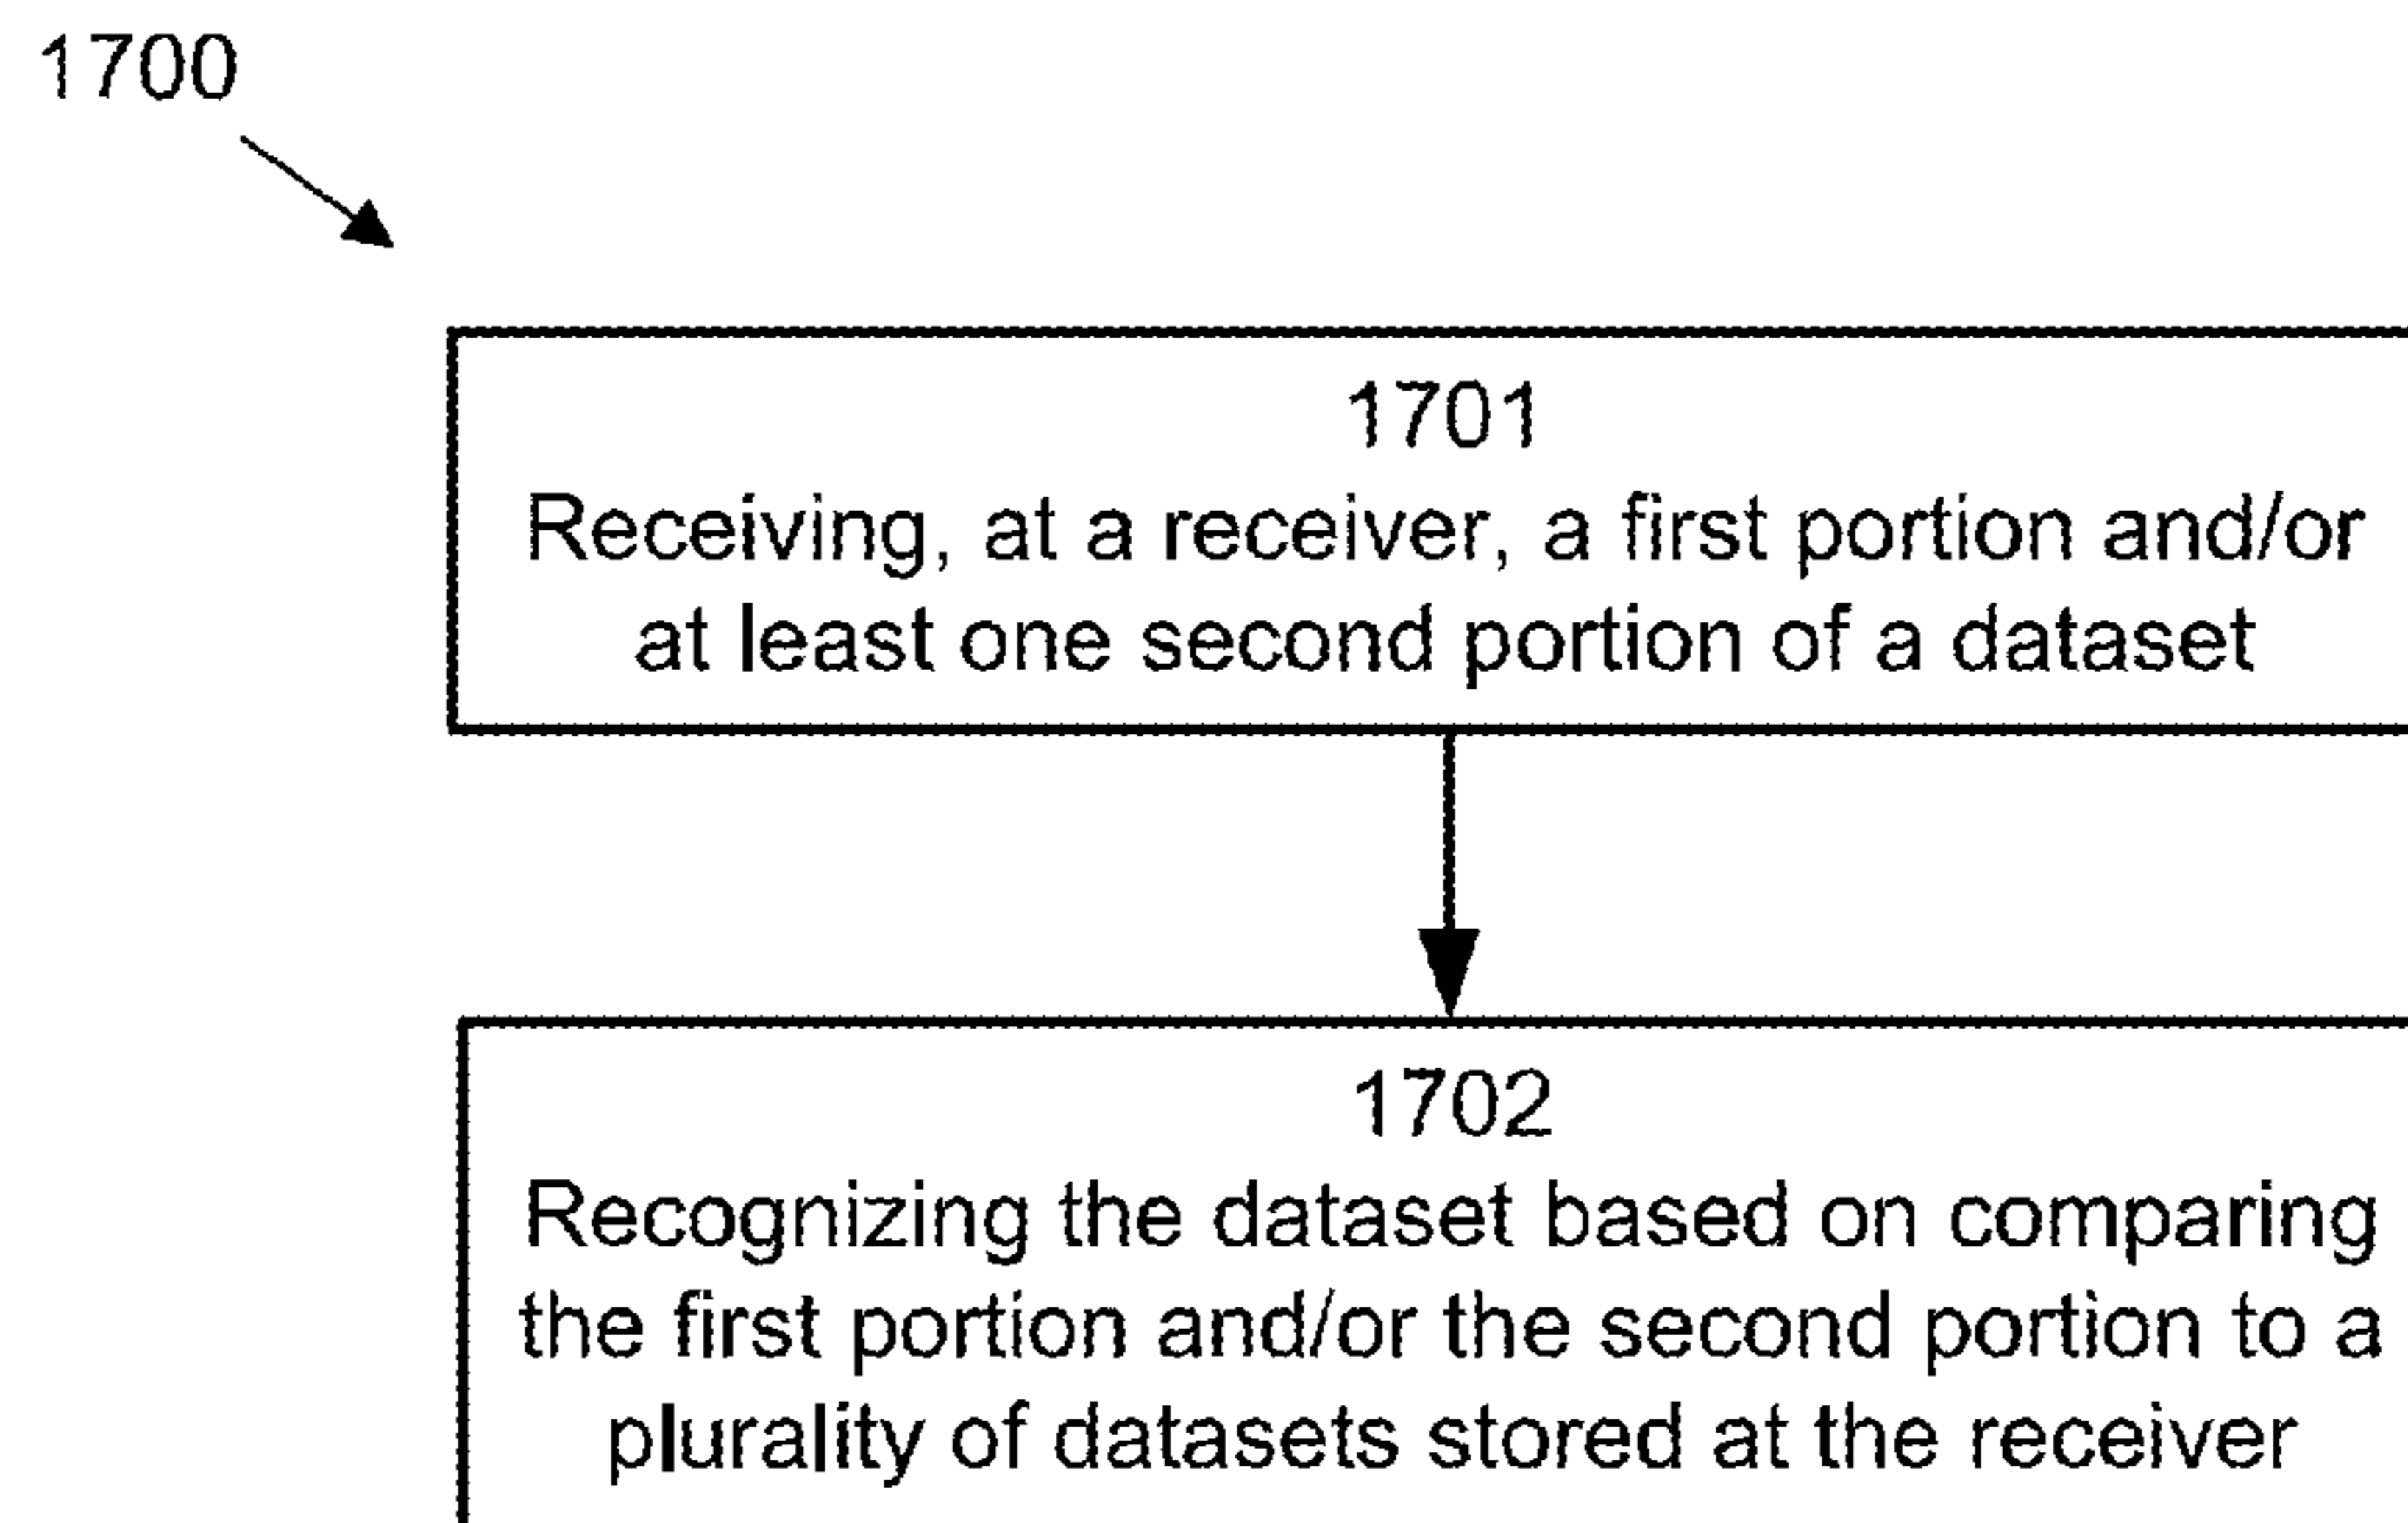 1700
1701
Receiving, at a receiver, a first portion and/or
at least one second portion of a dataset
1702
Recognizing the dataset based on comparing
the first portion and/or the second portion to a
plurality of datasets stored at the receiver